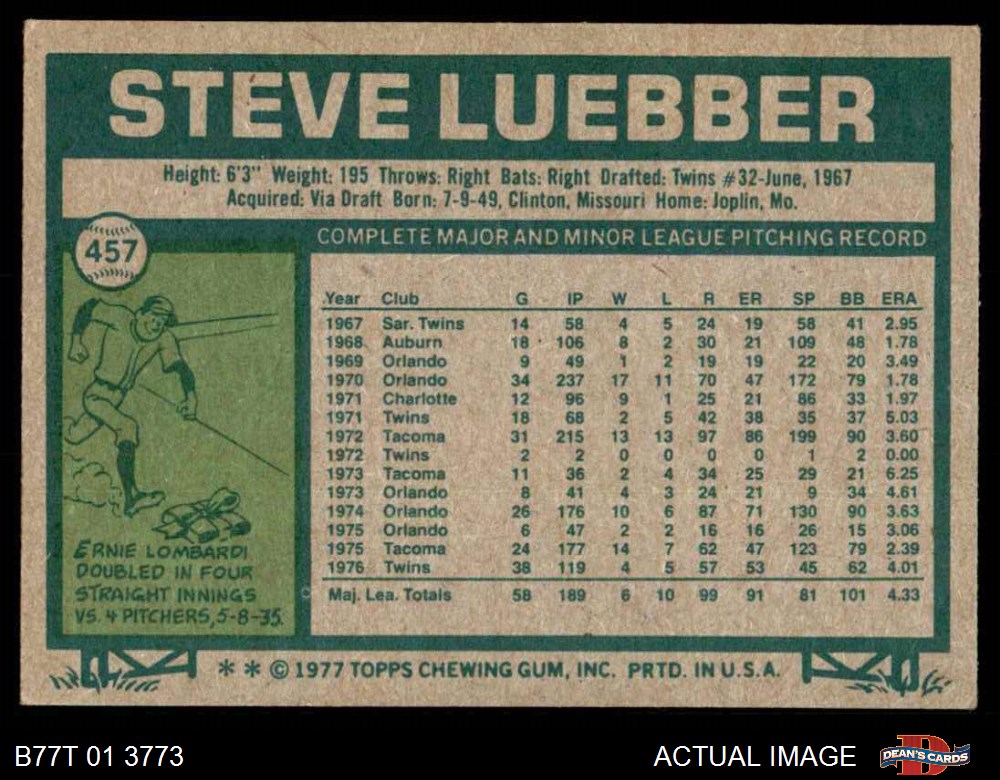 STEVE LUEBBER
Height: 6'3" Weight: 195 Throws: Right Bats: Right Drafted: Twins #32-June, 1967
Acquired: Via Draft Born: 7-9-49, Clinton, Missouri Home: Joplin, Mo.
457
COMPLETE MAJOR AND MINOR LEAGUE PITCHING RECORD
Year Club G IP W L R ER SP BB ERA
1967 Sar. Twins 14 58 4 5 24 19 58 41 2.95
1968 Auburn 18 106 8 2 30 21 109 48 1.78
1969 Orlando 9 49 1 2 19 19 22 20 3.49
1970 Orlando 34 237 17 11 70 47 172 79 1.78
1971 Charlotte 12 96 9 1 25 21 86 33 1.97
1971 Twins 18 68 2 5 42 38 35 37 5.03
1972 Tacoma 31 215 13 13 97 86 199 90 3.60
1972 Twins 2 2 0 0 0 0 1 2 0.00
1973 Tacoma 11 36 2 4 34 25 29 21 6.25
1973 Orlando 8 41 4 3 24 21 9 34 4.61
1974 Orlando 26 176 10 6 87 71 130 90 3.63
1975 Orlando 6 47 2 2 16 16 26 15 3.06
1975 Tacoma 24 177 14 7 62 47 123 79 2.39
1976 Twins 38 119 4 5 57 53 45 62 4.01
Maj. Lea. Totals 58 189 6 10 99 91 81 101 4.33
ERNIE LOMBARDI
DOUBLED IN FOUR
STRAIGHT INNINGS
VS. 4 PITCHERS, 5-8-35.
** © 1977 TOPPS CHEWING GUM, INC. PRTD. IN U.S.A.
B77T 01 3773
ACTUAL IMAGE
D
DEAN'S CARDS